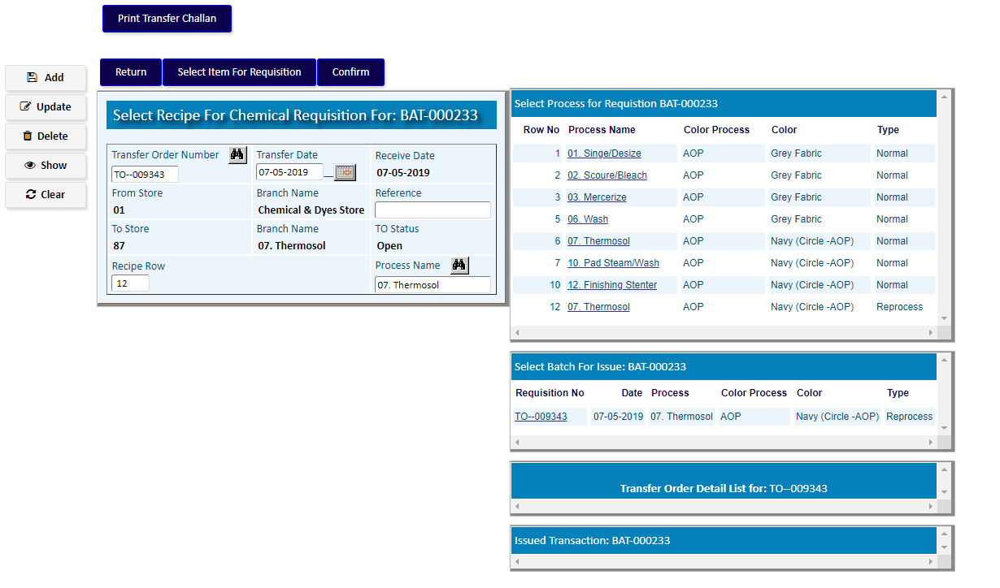 Print Transfer Challan
Add
Update
Delete
Show
Clear
Return Select Item For Requisition Confirm
Select Recipe For Chemical Requisition For: BAT-000233
Transfer Order Number Transfer Date Receive Date
TO--009343 07-05-2019 07-05-2019
From Store Branch Name Reference
01 Chemical & Dyes Store
To Store Branch Name TO Status
87 07. Thermosol Open
Recipe Row Process Name
12 07. Thermosol
Select Process for Requistion BAT-000233
Row No Process Name Color Process Color Type
1 01. Singe/Desize AOP Grey Fabric Normal
2 02. Scoure/Bleach AOP Grey Fabric Normal
3 03. Mercerize AOP Grey Fabric Normal
5 06. Wash AOP Grey Fabric Normal
6 07. Thermosol AOP Navy (Circle -AOP) Normal
7 10. Pad Steam/Wash AOP Navy (Circle -AOP) Normal
10 12. Finishing Stenter AOP Navy (Circle -AOP) Normal
12 07. Thermosol AOP Navy (Circle -AOP) Reprocess
Select Batch For Issue: BAT-000233
Requisition No Date Process Color Process Color Type
TO--009343 07-05-2019 07. Thermosol AOP Navy (Circle -AOP) Reprocess
Transfer Order Detail List for: TO--009343
Issued Transaction: BAT-000233